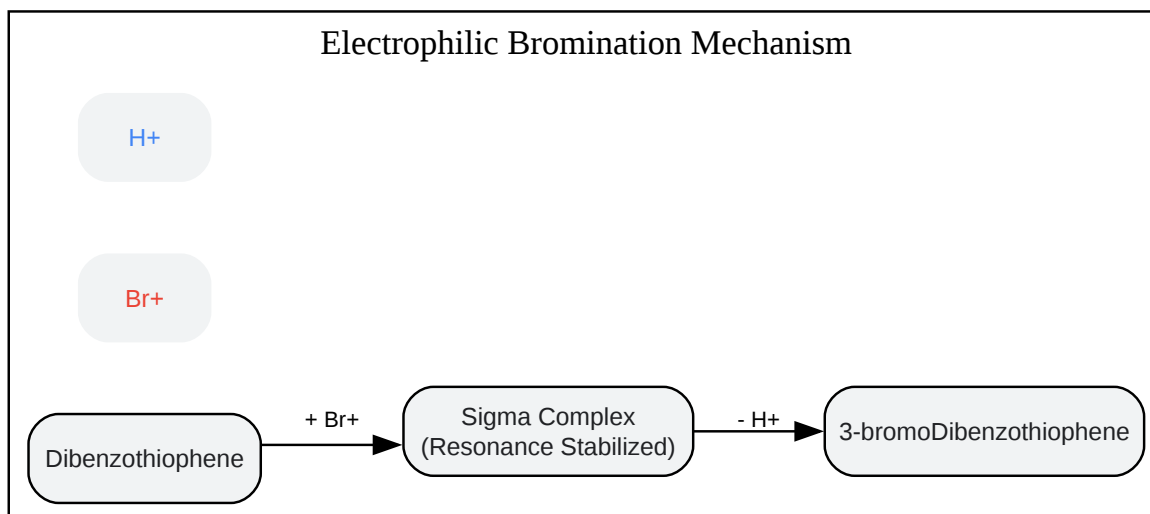 Electrophilic Bromination Mechanism
H+
Br+
Dibenzothiophene
+ Br+
Sigma Complex
(Resonance Stabilized)
- H+
3-bromoDibenzothiophene